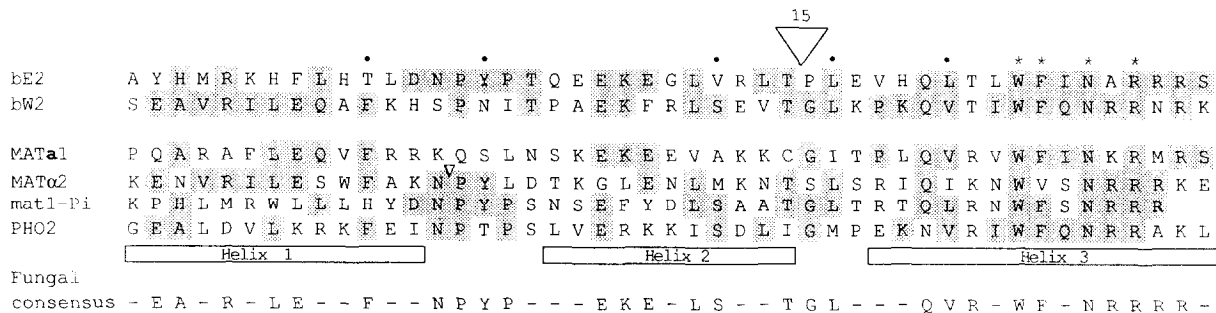 15
• • • • • * * * *
bE2 A Y H M R K H F L H T L D N P Y P T Q E E K E G L V R L T P L E V H Q L T L W F I N A R R R S
bW2 S E A V R I L E Q A F K H S P N I T P A E K F R L S E V T G L K P K Q V T I W F Q N R R N R K
MATa1 P Q A R A F L E Q V F R R K Q S L N S K E K E E V A K K C G I T P L Q V R V W F I N K R M R S
MATα2 K E N V R I L E S W F A K N P Y L D T K G L E N L M K N T S L S R I Q I K N W V S N R R R K E
mat1-Pi K P H L M R W L L L H Y D N P Y P S N S E F Y D L S A A T G L T R T Q L R N W F S N R R R
PHO2 G E A L D V L K R K F E I N P T P S L V E R K K I S D L I G M P E K N V R I W F Q N R R A K L
Helix 1 Helix 2 Helix 3
Fungal
consensus - E A - R - L E - - F - - N P Y P - - - E K E - L S - - T G L - - - Q V R - W F - N R R R R -